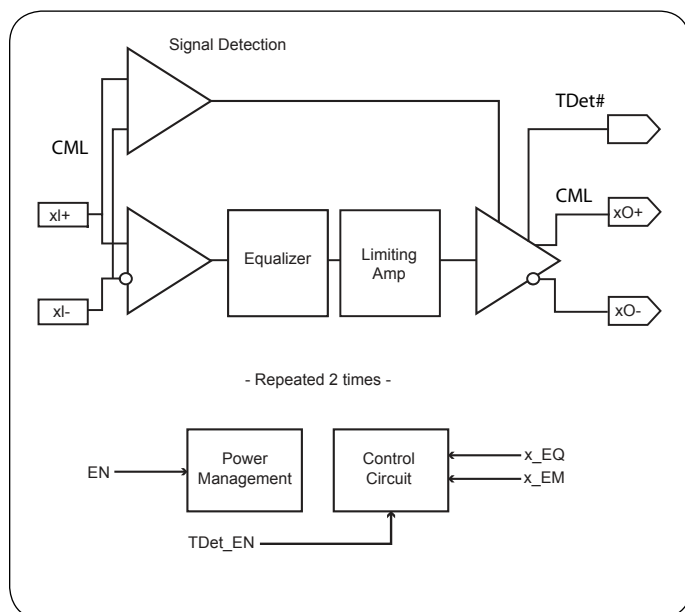 Signal Detection
TDet#
CML
CML
xI+
xO+
Equalizer
Limiting
Amp
xI-
xO-
- Repeated 2 times -
Power
Management
Control
Circuit
EN
x_EQ
x_EM
TDet_EN